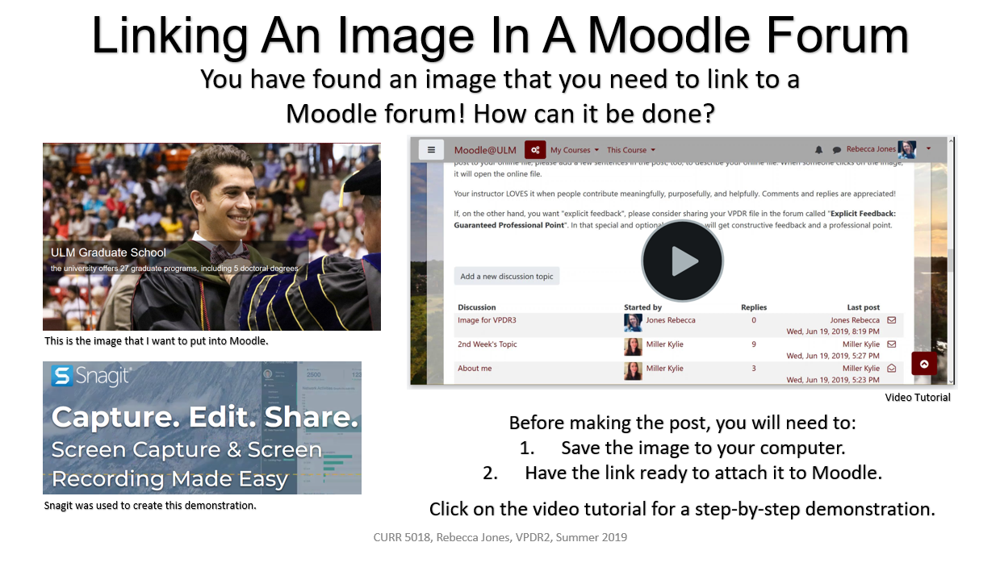 Linking An Image In A Moodle Forum
You have found an image that you need to link to a
Moodle forum! How can it be done?
ULM Graduate School
the university offers 27 graduate programs, including 5 doctoral degrees
This is the image that I want to put into Moodle.
Snagit
Capture. Edit. Share.
Screen Capture & Screen
Recording Made Easy
Snagit was used to create this demonstration.
Moodle@ULM My Courses This Course Rebecca Jones
post to your online file, please add a few sentences in the post, too, to describe your online file. When someone clicks on the image,
it will open the online file.
Your instructor LOVES it when people contribute meaningfully, purposefully, and helpfully. Comments and replies are appreciated!
If, on the other hand, you want "explicit feedback", please consider sharing your VPDR file in the forum called "Explicit Feedback:
Guaranteed Professional Point". In that special and optional will get constructive feedback and a professional point.
Add a new discussion topic
Discussion Started by Replies Last post
Image for VPDR3 Jones Rebecca 0 Jones Rebecca
Wed, Jun 19, 2019, 8:19 PM
2nd Week's Topic Miller Kylie 9 Miller Kylie
Wed, Jun 19, 2019, 5:27 PM
About me Miller Kylie 3 Miller Kylie
Wed, Jun 19, 2019, 5:23 PM
Video Tutorial
Before making the post, you will need to:
1. Save the image to your computer.
2. Have the link ready to attach it to Moodle.
Click on the video tutorial for a step-by-step demonstration.
CURR 5018, Rebecca Jones, VPDR2, Summer 2019